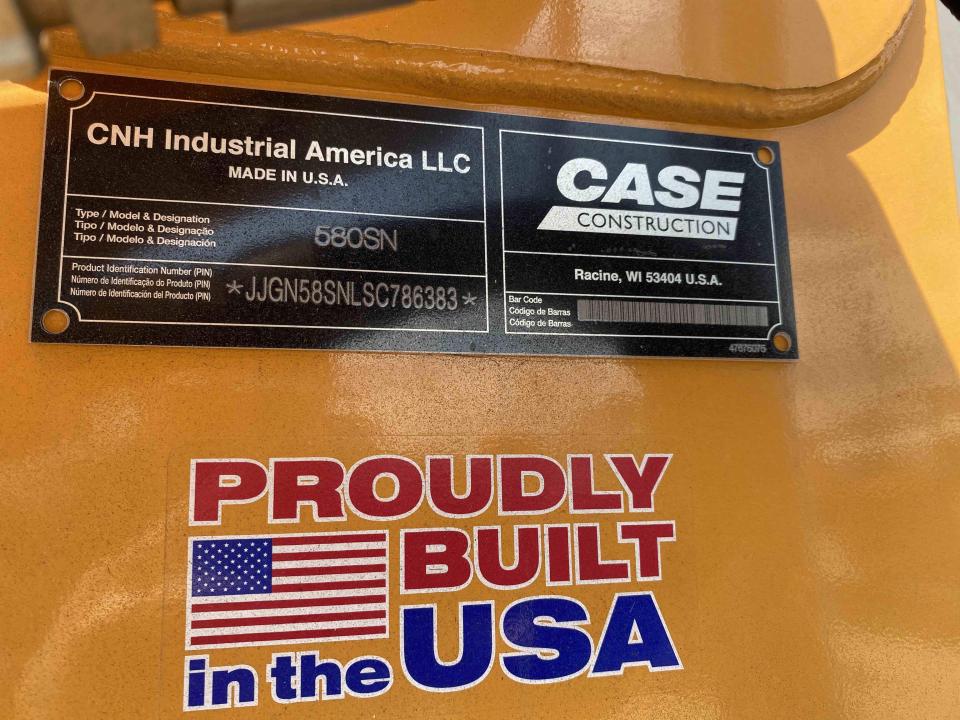 CNH Industrial America LLC
MADE IN U.S.A.
Type / Model & Designation
Tipo / Modelo & Designação
Tipo / Modelo & Designación
580SN
Product Identification Number (PIN)
Número de Identificação do Produto (PIN)
Número de Identificación del Producto (PIN)
*JJGN58SNLSC786383*
CASE
CONSTRUCTION
Racine, WI 53404 U.S.A.
Bar Code
Código de Barras
Código de Barras
47675075
PROUDLY
BUILT
in the USA